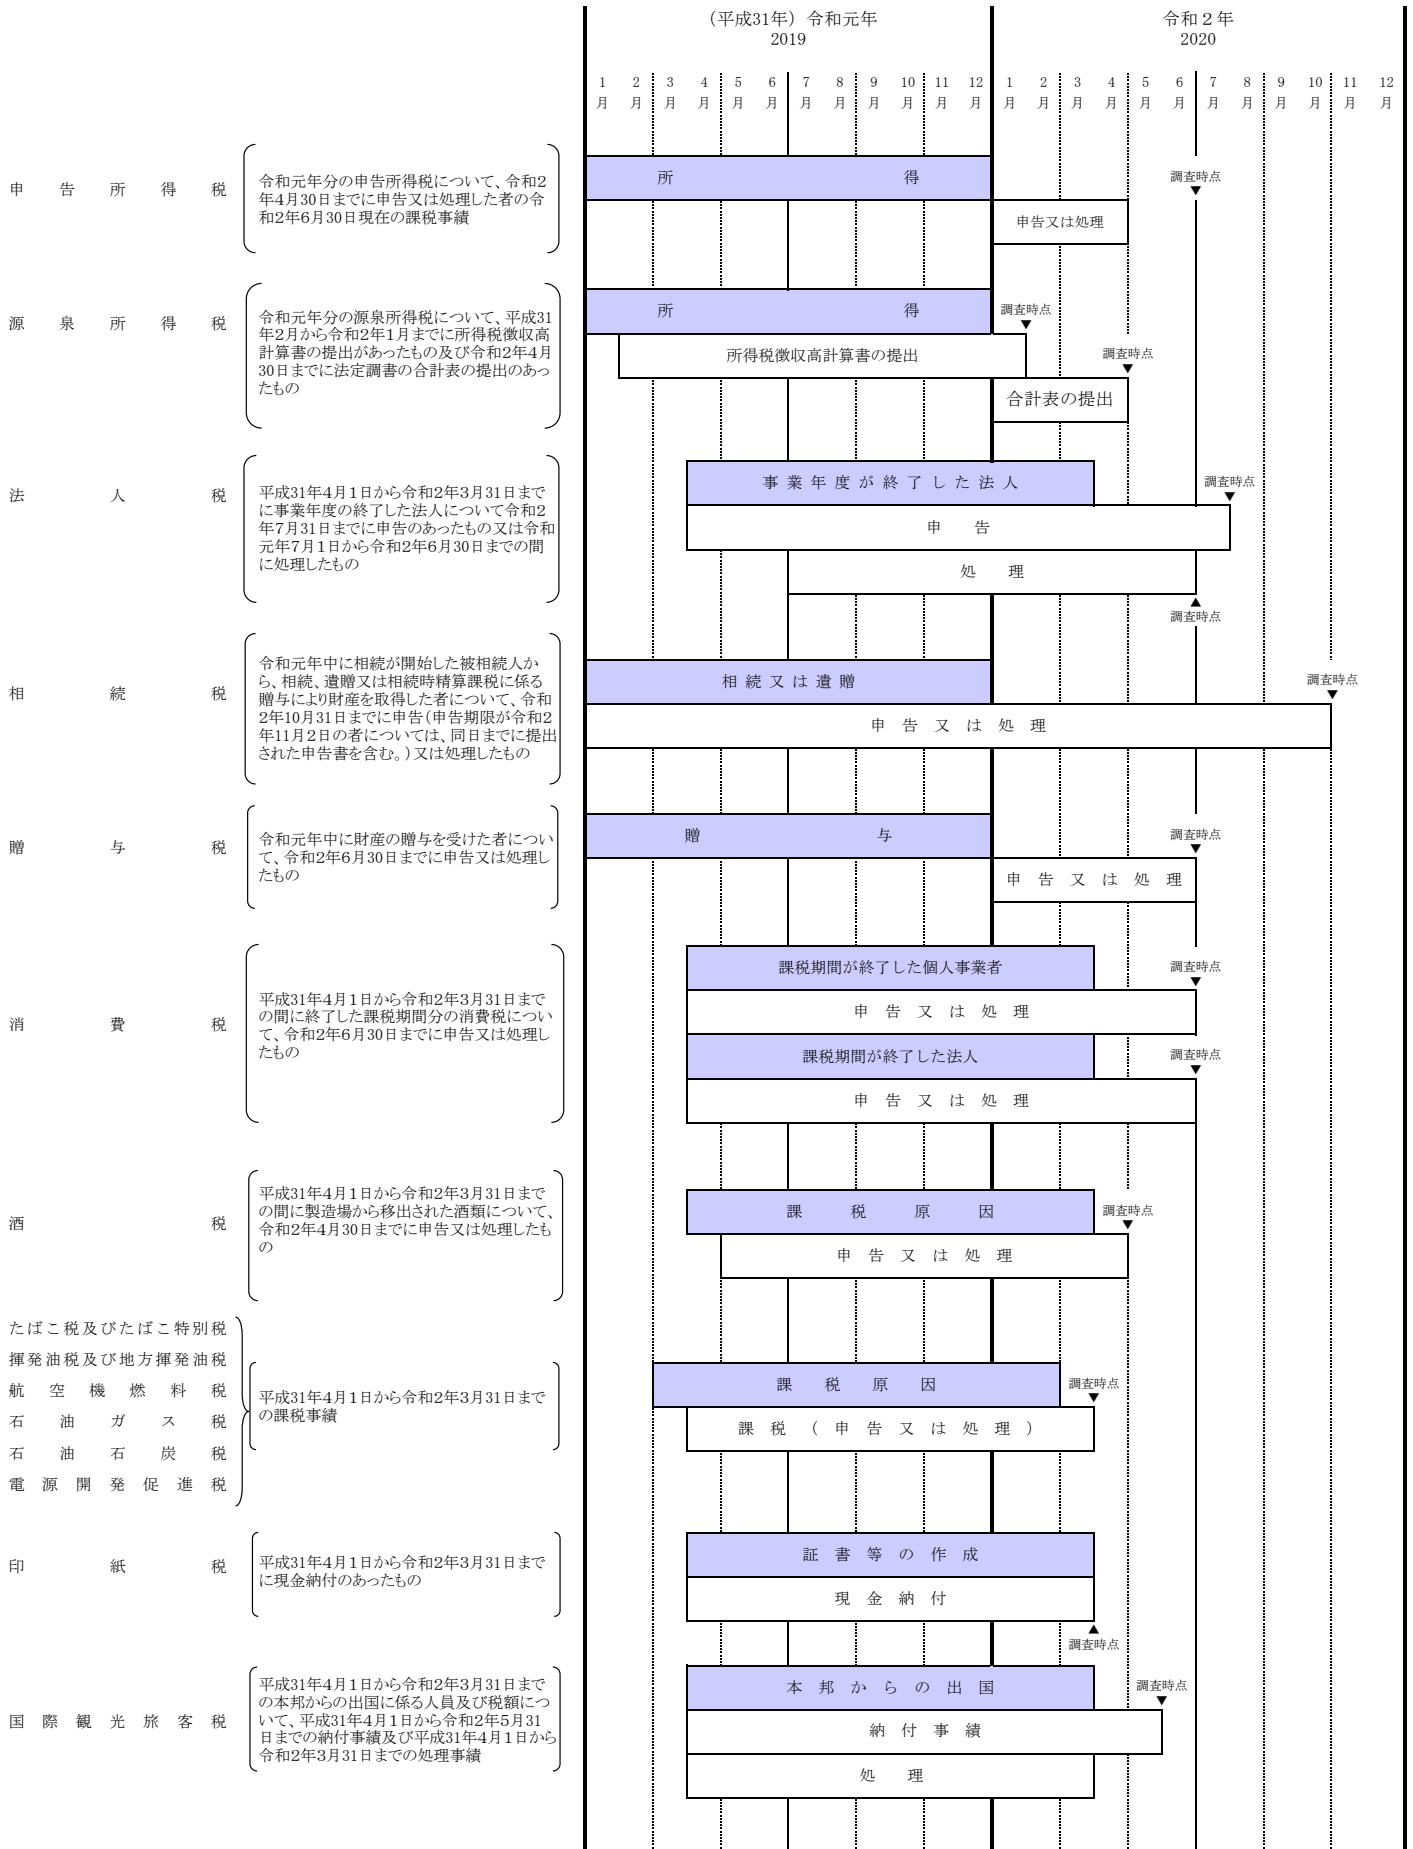 （平成31年）令和元年
2019
令和２年
2020
1月 2月 3月 4月 5月 6月 7月 8月 9月 10月 11月 12月 1月 2月 3月 4月 5月 6月 7月 8月 9月 10月 11月 12月
申告所得税
令和元年分の申告所得税について、令和2
年4月30日までに申告又は処理した者の令
和2年6月30日現在の課税事績
所得
調査時点
▼
申告又は処理
源泉所得税
令和元年分の源泉所得税について、平成31
年2月から令和2年1月までに所得税徴収高
計算書の提出があったもの及び令和2年4月
30日までに法定調書の合計表の提出のあっ
たもの
所得
調査時点
▼
所得税徴収高計算書の提出
調査時点
▼
合計表の提出
法人税
平成31年4月1日から令和2年3月31日まで
に事業年度の終了した法人について令和2
年7月31日までに申告のあったもの又は令和
元年7月1日から令和2年6月30日までの間
に処理したもの
事業年度が終了した法人
調査時点
▼
申告
処理
▲
調査時点
相続税
令和元年中に相続が開始した被相続人か
ら、相続、遺贈又は相続時精算課税に係る
贈与により財産を取得した者について、令和
2年10月31日までに申告（申告期限が令和2
年11月2日の者については、同日までに提出
された申告書を含む。）又は処理したもの
相続又は遺贈
調査時点
▼
申告又は処理
贈与税
令和元年中に財産の贈与を受けた者につい
て、令和2年6月30日までに申告又は処理し
たもの
贈与
調査時点
▼
申告又は処理
消費税
平成31年4月1日から令和2年3月31日まで
の間に終了した課税期間分の消費税につい
て、令和2年6月30日までに申告又は処理し
たもの
課税期間が終了した個人事業者
調査時点
▼
申告又は処理
課税期間が終了した法人
調査時点
▼
申告又は処理
酒税
平成31年4月1日から令和2年3月31日まで
の間に製造場から移出された酒類について、
令和2年4月30日までに申告又は処理したも
の
課税原因
調査時点
▼
申告又は処理
たばこ税及びたばこ特別税
揮発油税及び地方揮発油税
航空機燃料税
石油ガス税
石油石炭税
電源開発促進税
平成31年4月1日から令和2年3月31日まで
の課税事績
課税原因
調査時点
▼
課税（申告又は処理）
印紙税
平成31年4月1日から令和2年3月31日まで
に現金納付のあったもの
証書等の作成
現金納付
▲
調査時点
国際観光旅客税
平成31年4月1日から令和2年3月31日まで
の本邦からの出国に係る人員及び税額につ
いて、平成31年4月1日から令和2年5月31
日までの納付事績及び平成31年4月1日から
令和2年3月31日までの処理事績
本邦からの出国
調査時点
▼
納付事績
処理